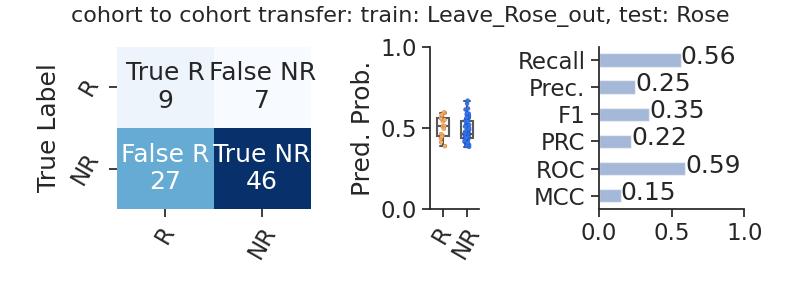 cohort to cohort transfer: train: Leave_Rose_out, test: Rose
True Label
R
NR
True R
9
False NR
7
False R
27
True NR
46
R
NR
Pred. Prob.
1.0
0.5
0.0
R
NR
Recall
0.56
Prec.
0.25
F1
0.35
PRC
0.22
ROC
0.59
MCC
0.15
0.0
0.5
1.0